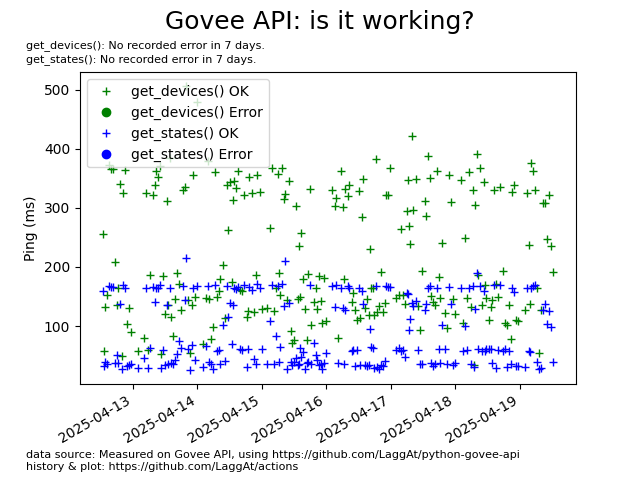 Govee API: is it working?
get_devices(): No recorded error in 7 days.
get_states(): No recorded error in 7 days.
get_devices() OK
get_devices() Error
get_states() OK
get_states() Error
Ping (ms)
500
400
300
200
100
2025-04-13
2025-04-14
2025-04-15
2025-04-16
2025-04-17
2025-04-18
2025-04-19
data source: Measured on Govee API, using https://github.com/LaggAt/python-govee-api
history & plot: https://github.com/LaggAt/actions